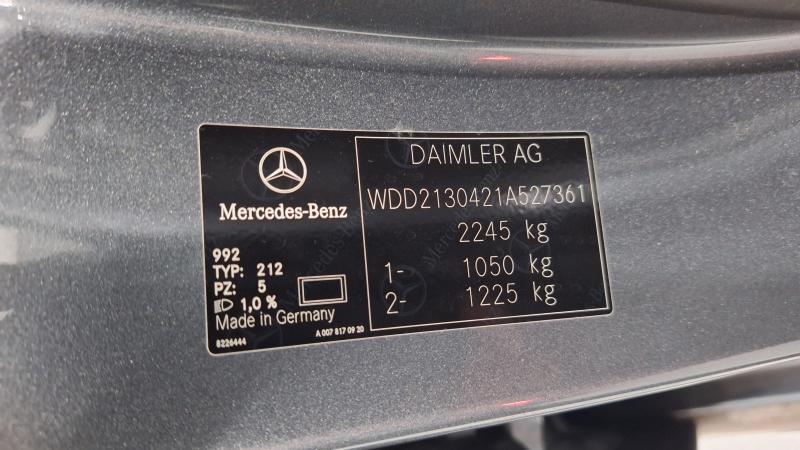 Mercedes-Benz
992
TYP: 212
PZ: 5
1,0 %
Made in Germany
8226444
A 007 817 09 20
DAIMLER AG
WDD2130421A527361
2245 kg
1- 1050 kg
2- 1225 kg